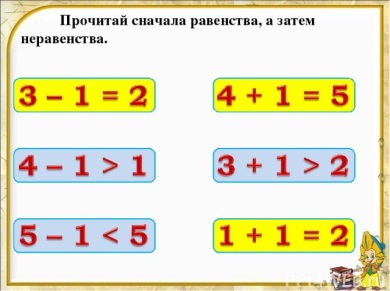 Прочитай сначала равенства, а затем
неравенства.
3 – 1 = 2
4 + 1 = 5
4 – 1 > 1
3 + 1 > 2
5 – 1 < 5
1 + 1 = 2